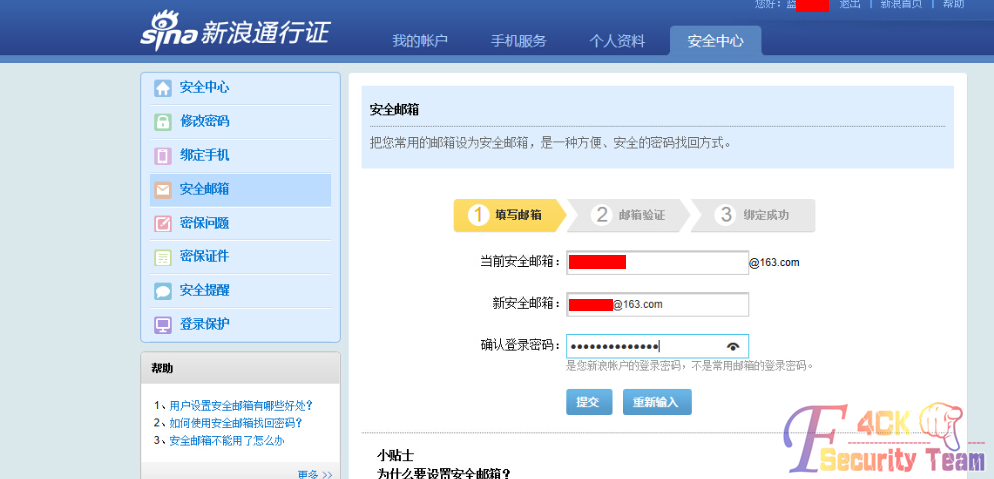 您好：蓝 退出 | 新浪首页 | 帮助
sina 新浪通行证
我的帐户 手机服务 个人资料 安全中心
安全中心
修改密码
绑定手机
安全邮箱
密保问题
密保证件
安全提醒
登录保护
帮助
1、用户设置安全邮箱有哪些好处？
2、如何使用安全邮箱找回密码？
3、安全邮箱不能用了怎么办
更多 >>
安全邮箱
把您常用的邮箱设为安全邮箱，是一种方便、安全的密码找回方式。
1 填写邮箱 2 邮箱验证 3 绑定成功
当前安全邮箱： @163.com
新安全邮箱： @163.com
确认登录密码： ••••••••••••••
是您新浪帐户的登录密码，不是常用邮箱的登录密码。
提交 重新输入
小贴士
为什么要设置安全邮箱？
F4CK
Security Team